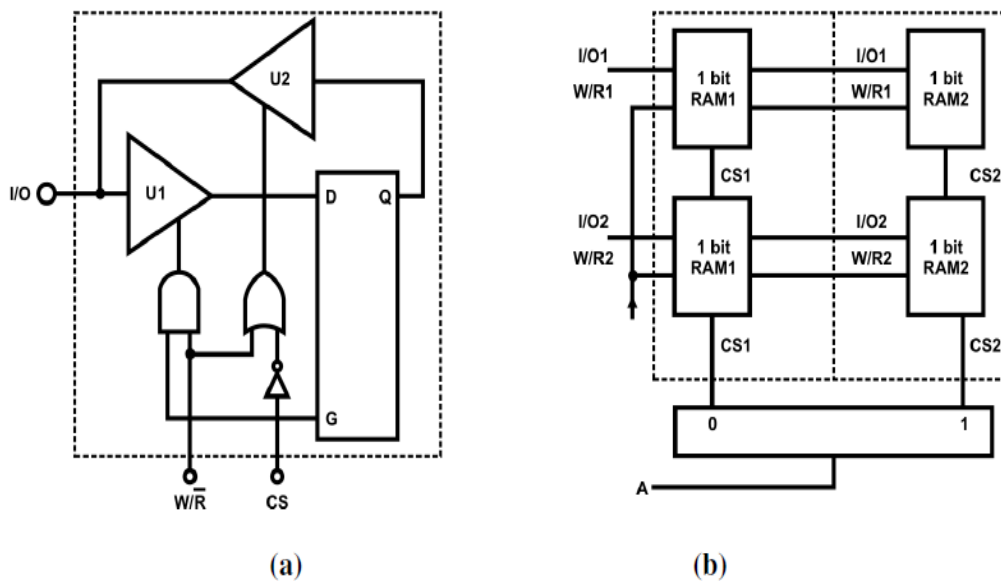 U2
I/O
U1
D
Q
G
W/R̅
CS
(a)
I/O1
W/R1
1 bit
RAM1
I/O1
W/R1
1 bit
RAM2
CS1
CS2
I/O2
W/R2
1 bit
RAM1
I/O2
W/R2
1 bit
RAM2
CS1
CS2
0
1
A
(b)